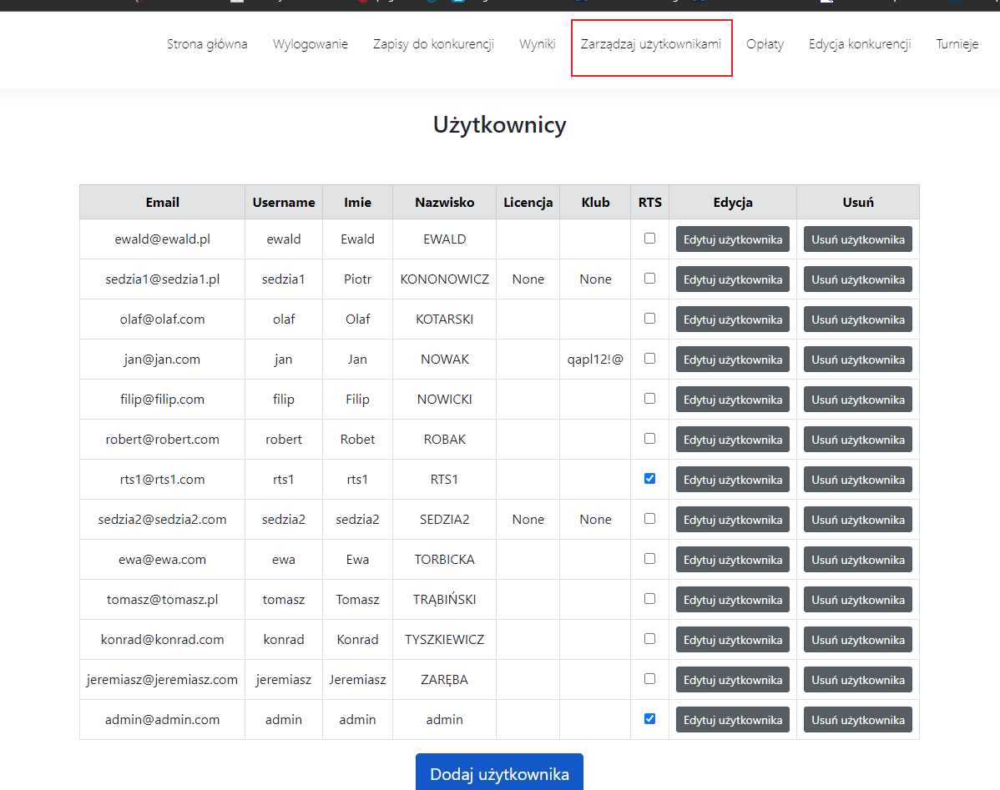 Strona główna Wylogowanie Zapisy do konkurencji Wyniki Zarządzaj użytkownikami Opłaty Edycja konkurencji Turnieje
Użytkownicy
Email Username Imie Nazwisko Licencja Klub RTS Edycja Usuń
ewald@ewald.pl ewald Ewald EWALD Edytuj użytkownika Usuń użytkownika
sedzia1@sedzia1.pl sedzia1 Piotr KONONOWICZ None None Edytuj użytkownika Usuń użytkownika
olaf@olaf.com olaf Olaf KOTARSKI Edytuj użytkownika Usuń użytkownika
jan@jan.com jan Jan NOWAK qapl12!@ Edytuj użytkownika Usuń użytkownika
filip@filip.com filip Filip NOWICKI Edytuj użytkownika Usuń użytkownika
robert@robert.com robert Robet ROBAK Edytuj użytkownika Usuń użytkownika
rts1@rts1.com rts1 rts1 RTS1 Edytuj użytkownika Usuń użytkownika
sedzia2@sedzia2.com sedzia2 sedzia2 SEDZIA2 None None Edytuj użytkownika Usuń użytkownika
ewa@ewa.com ewa Ewa TORBICKA Edytuj użytkownika Usuń użytkownika
tomasz@tomasz.pl tomasz Tomasz TRĄBIŃSKI Edytuj użytkownika Usuń użytkownika
konrad@konrad.com konrad Konrad TYSZKIEWICZ Edytuj użytkownika Usuń użytkownika
jeremiasz@jeremiasz.com jeremiasz Jeremiasz ZARĘBA Edytuj użytkownika Usuń użytkownika
admin@admin.com admin admin admin Edytuj użytkownika Usuń użytkownika
Dodaj użytkownika